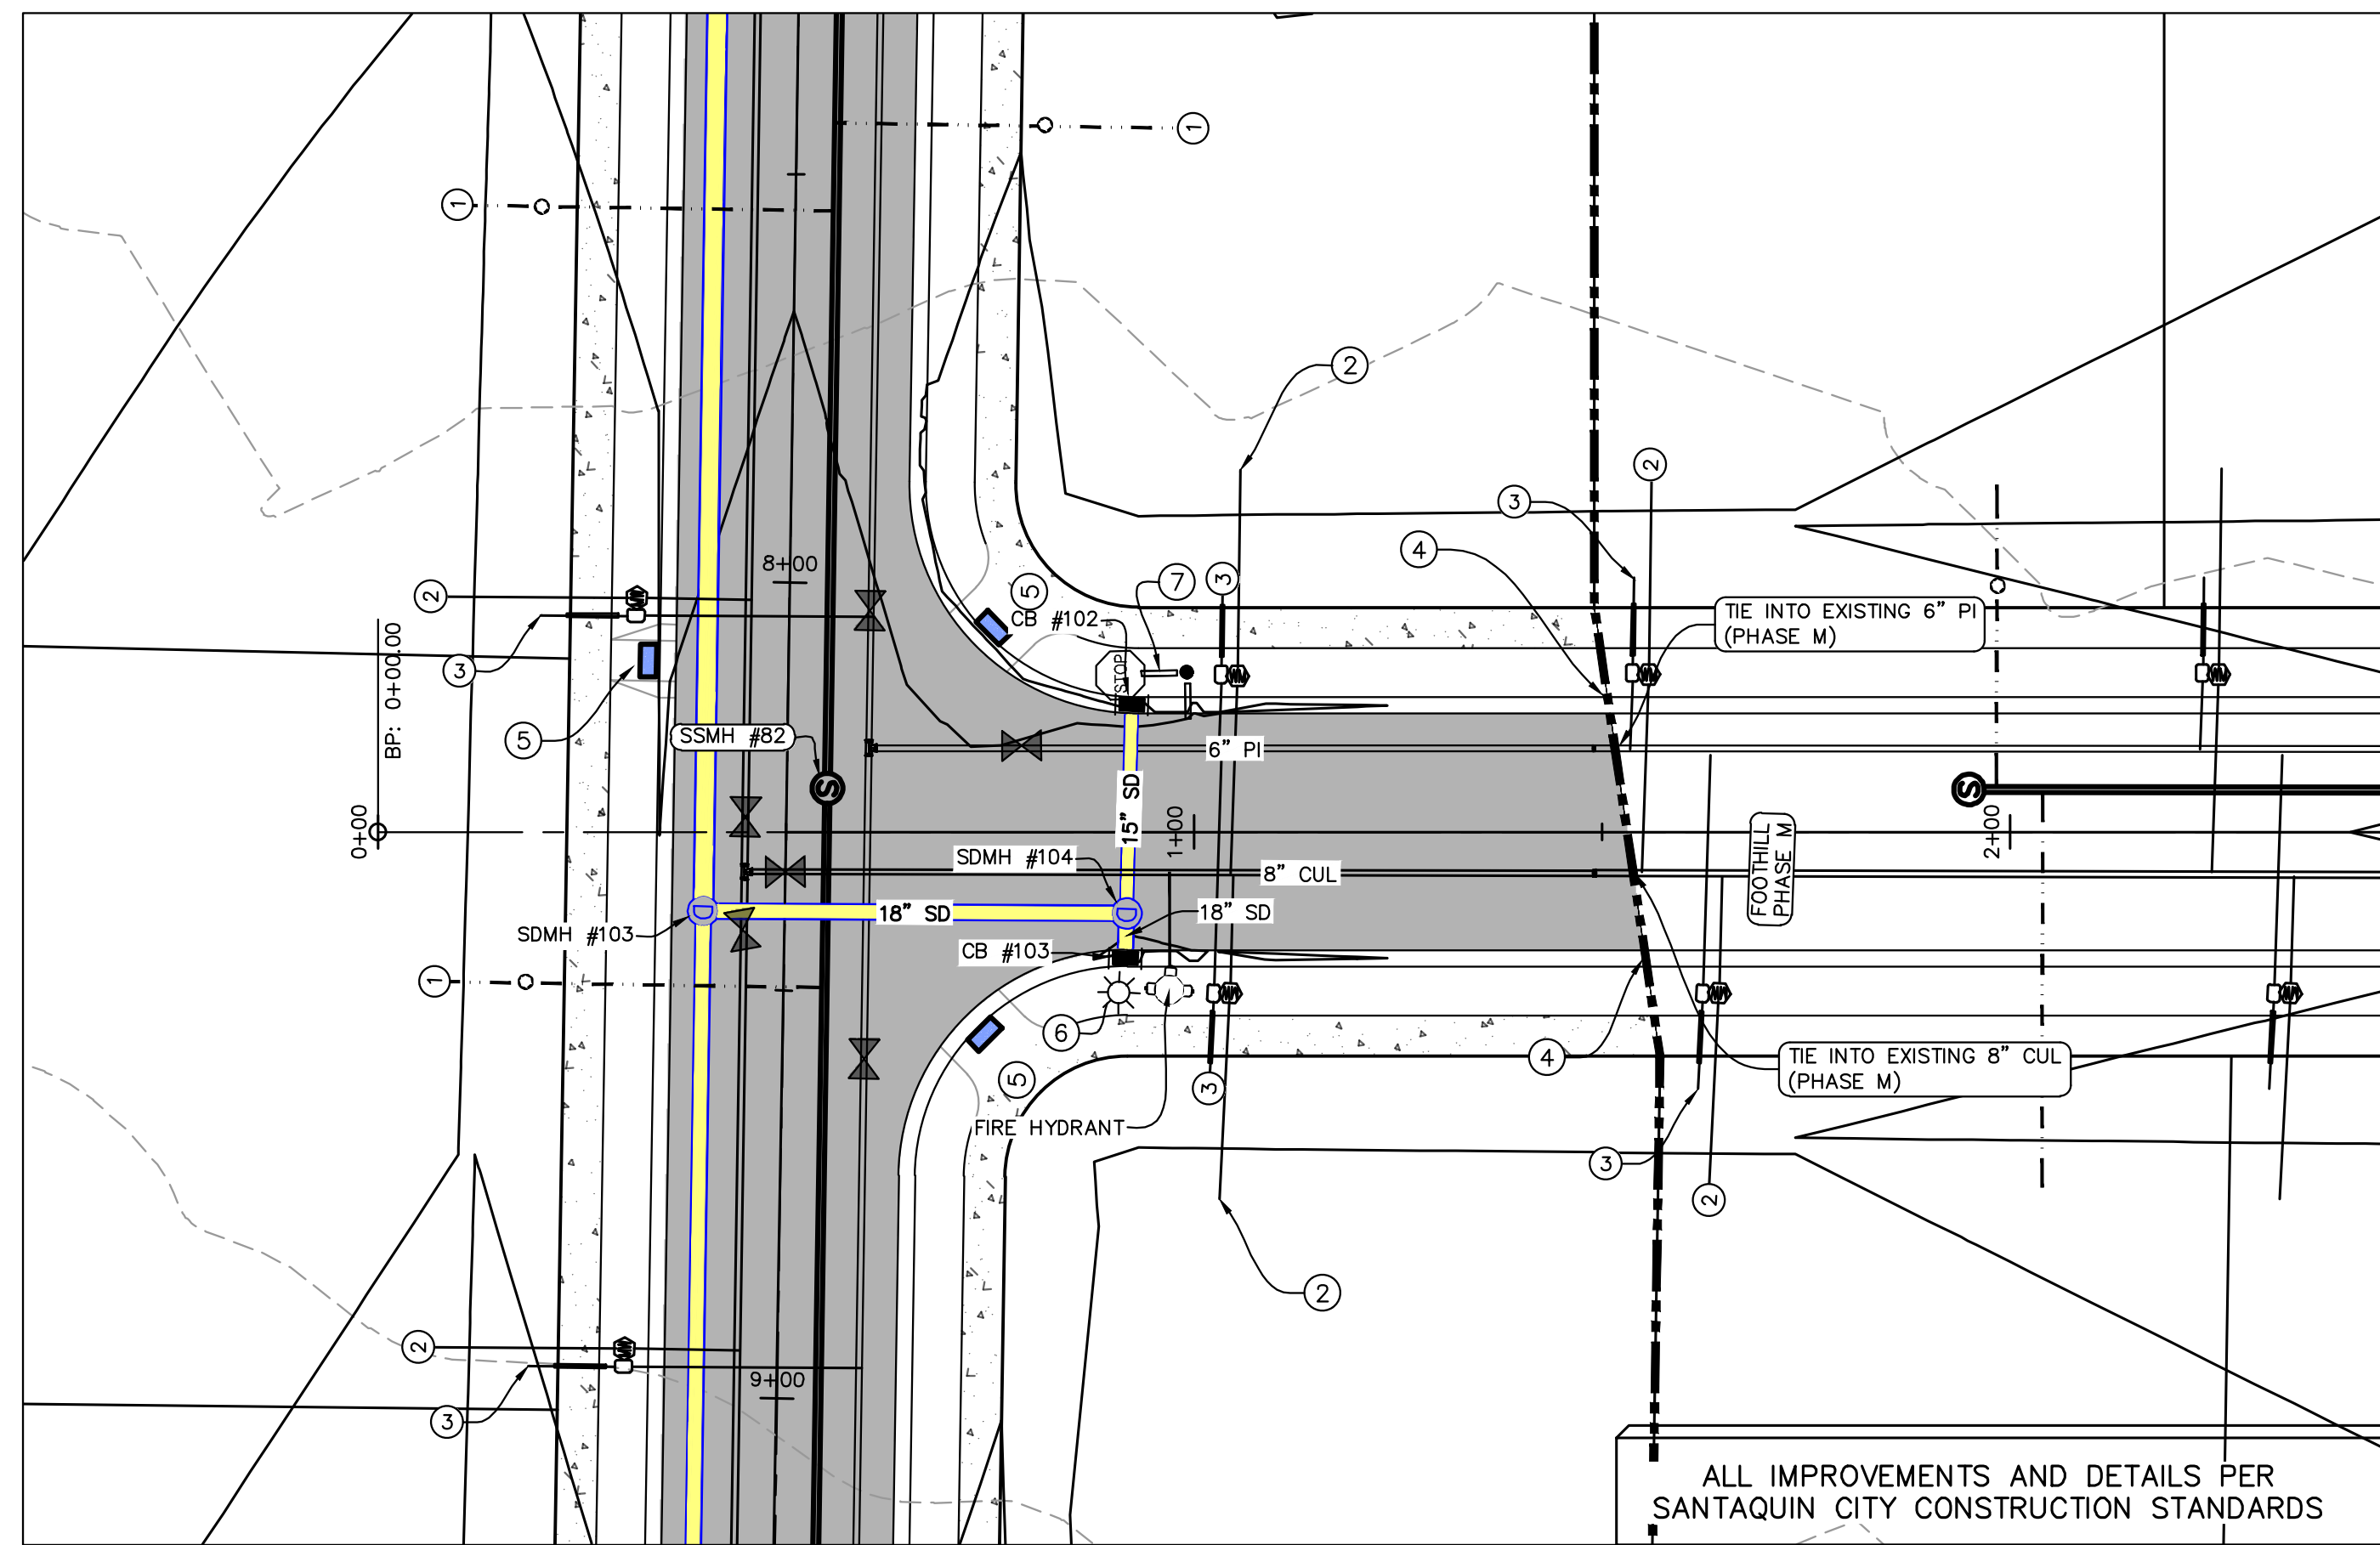 1
1
2
2
3
4
8+00
2
5
CB #102
7
3
TIE INTO EXISTING 6" PI
(PHASE M)
3
STOP
BP: 0+00.00
5
SSMH #82
S
6" PI
15" SD
S
0+00
1+00
2+00
FOOTHILL
PHASE M
SDMH #104
8" CUL
D
18" SD
D
18" SD
SDMH #103
CB #103
1
6
4
TIE INTO EXISTING 8" CUL
(PHASE M)
5
3
FIRE HYDRANT
3
2
2
2
9+00
3
ALL IMPROVEMENTS AND DETAILS PER
SANTAQUIN CITY CONSTRUCTION STANDARDS